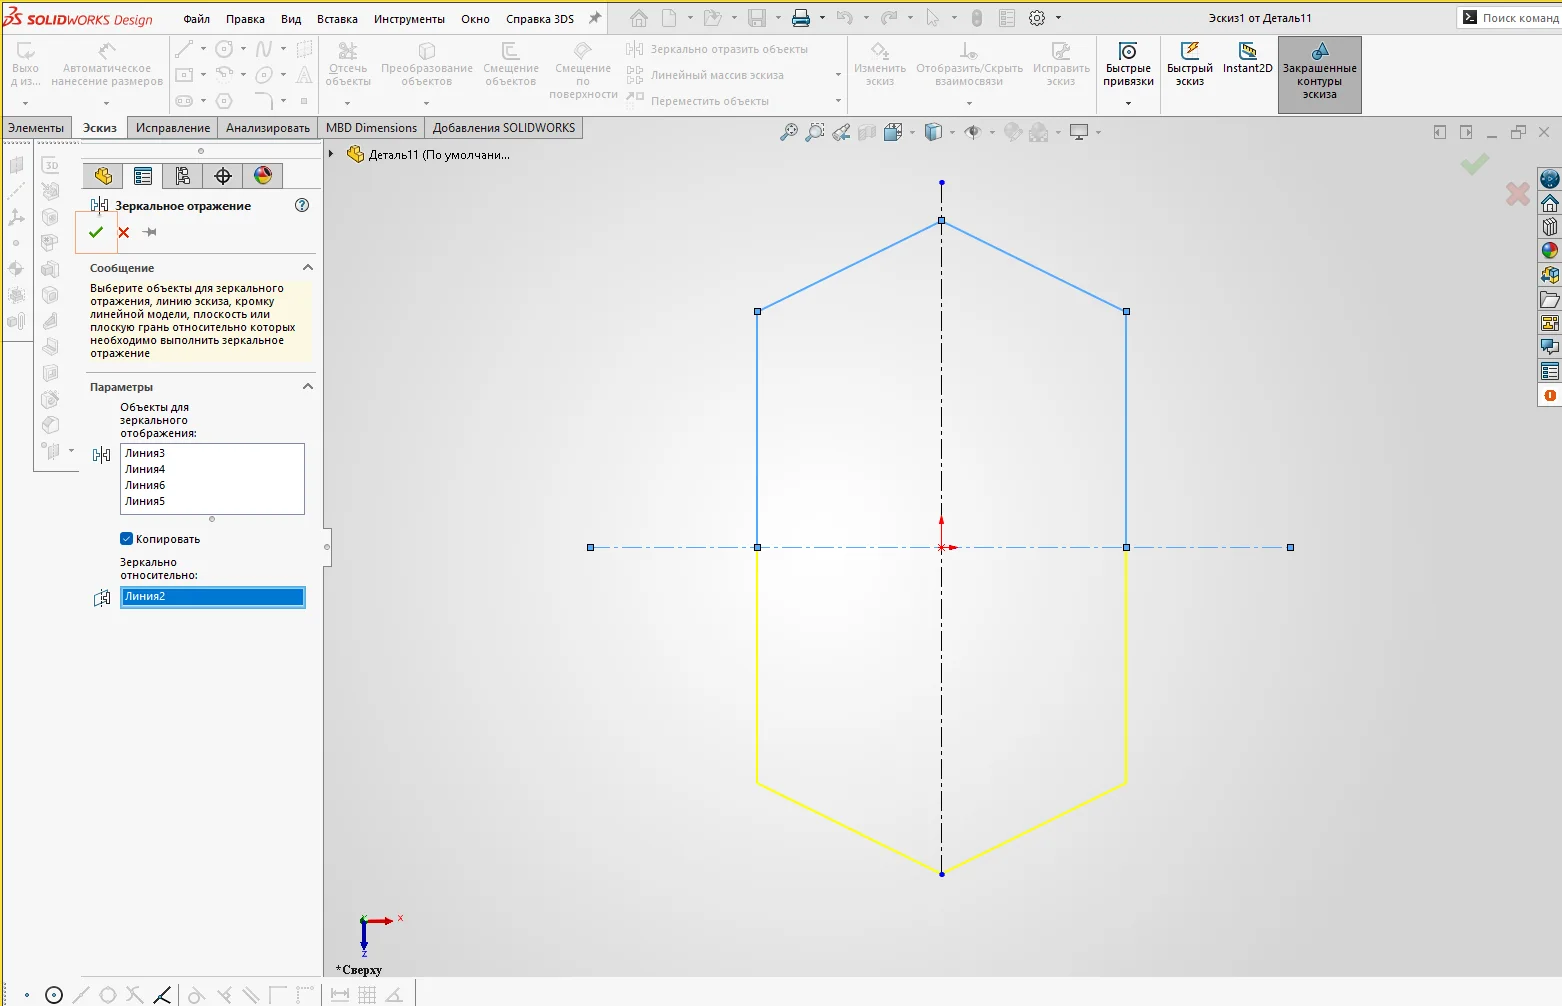 SOLIDWORKS Design
Файл Правка Вид Вставка Инструменты Окно Справка 3DS
Эскиз1 от Деталь11
Поиск команд
Выхо
д из...
Автоматическое
нанесение размеров
Отсечь
объекты
Преобразование
объектов
Смещение
объектов
Смещение
по
поверхности
Зеркально отразить объекты
Линейный массив эскиза
Переместить объекты
Изменить
эскиз
Отобразить/Скрыть
взаимосвязи
Исправить
эскиз
Быстрые
привязки
Быстрый
эскиз
Instant2D
Закрашенные
контуры
эскиза
Элементы Эскиз Исправление Анализировать MBD Dimensions Добавления SOLIDWORKS
Деталь11 (По умолчани...
3D
Зеркальное отражение
?
Сообщение
Выберите объекты для зеркального
отражения, линию эскиза, кромку
линейной модели, плоскость или
плоскую грань относительно которых
необходимо выполнить зеркальное
отражение
Параметры
Объекты для
зеркального
отображения:
Линия3
Линия4
Линия6
Линия5
Копировать
Зеркально
относительно:
Линия2
Y
X
Z
*Сверху